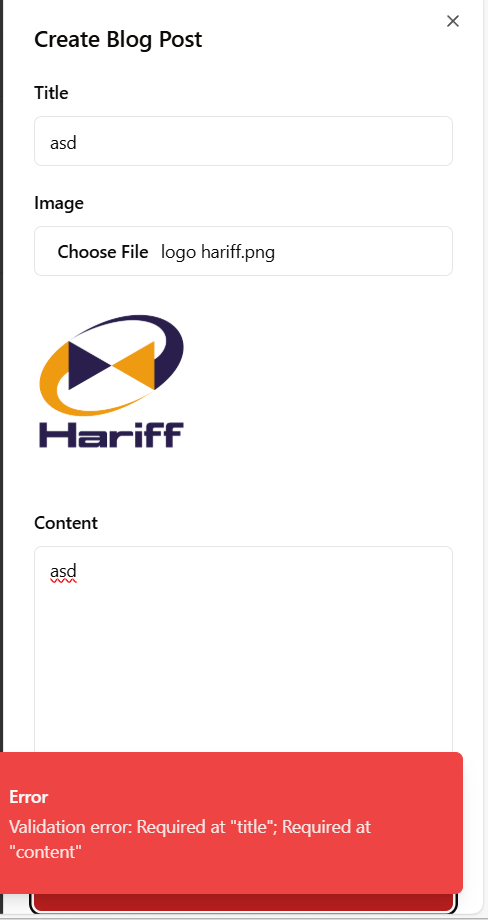 Create Blog Post
Title
asd
Image
Choose File logo hariff.png
Hariff
Content
asd
Error
Validation error: Required at "title"; Required at
"content"